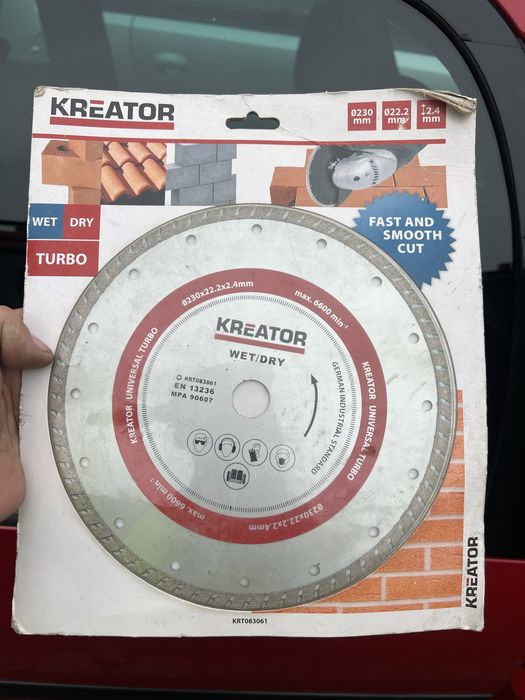 KREATOR
Ø230 mm
Ø22.2 mm
2.4 mm
WET DRY
TURBO
FAST AND
SMOOTH
CUT
Ø230x22.2x2.4mm
max. 6600 min⁻¹
KREATOR UNIVERSAL TURBO
KREATOR UNIVERSAL TURBO
KREATOR
WET/DRY
KRT083061
EN 13236
MPA 90607
GERMAN INDUSTRIAL STANDARD
max. 6600 min⁻¹
Ø230x22.2x2.4mm
KREATOR
KRT083061